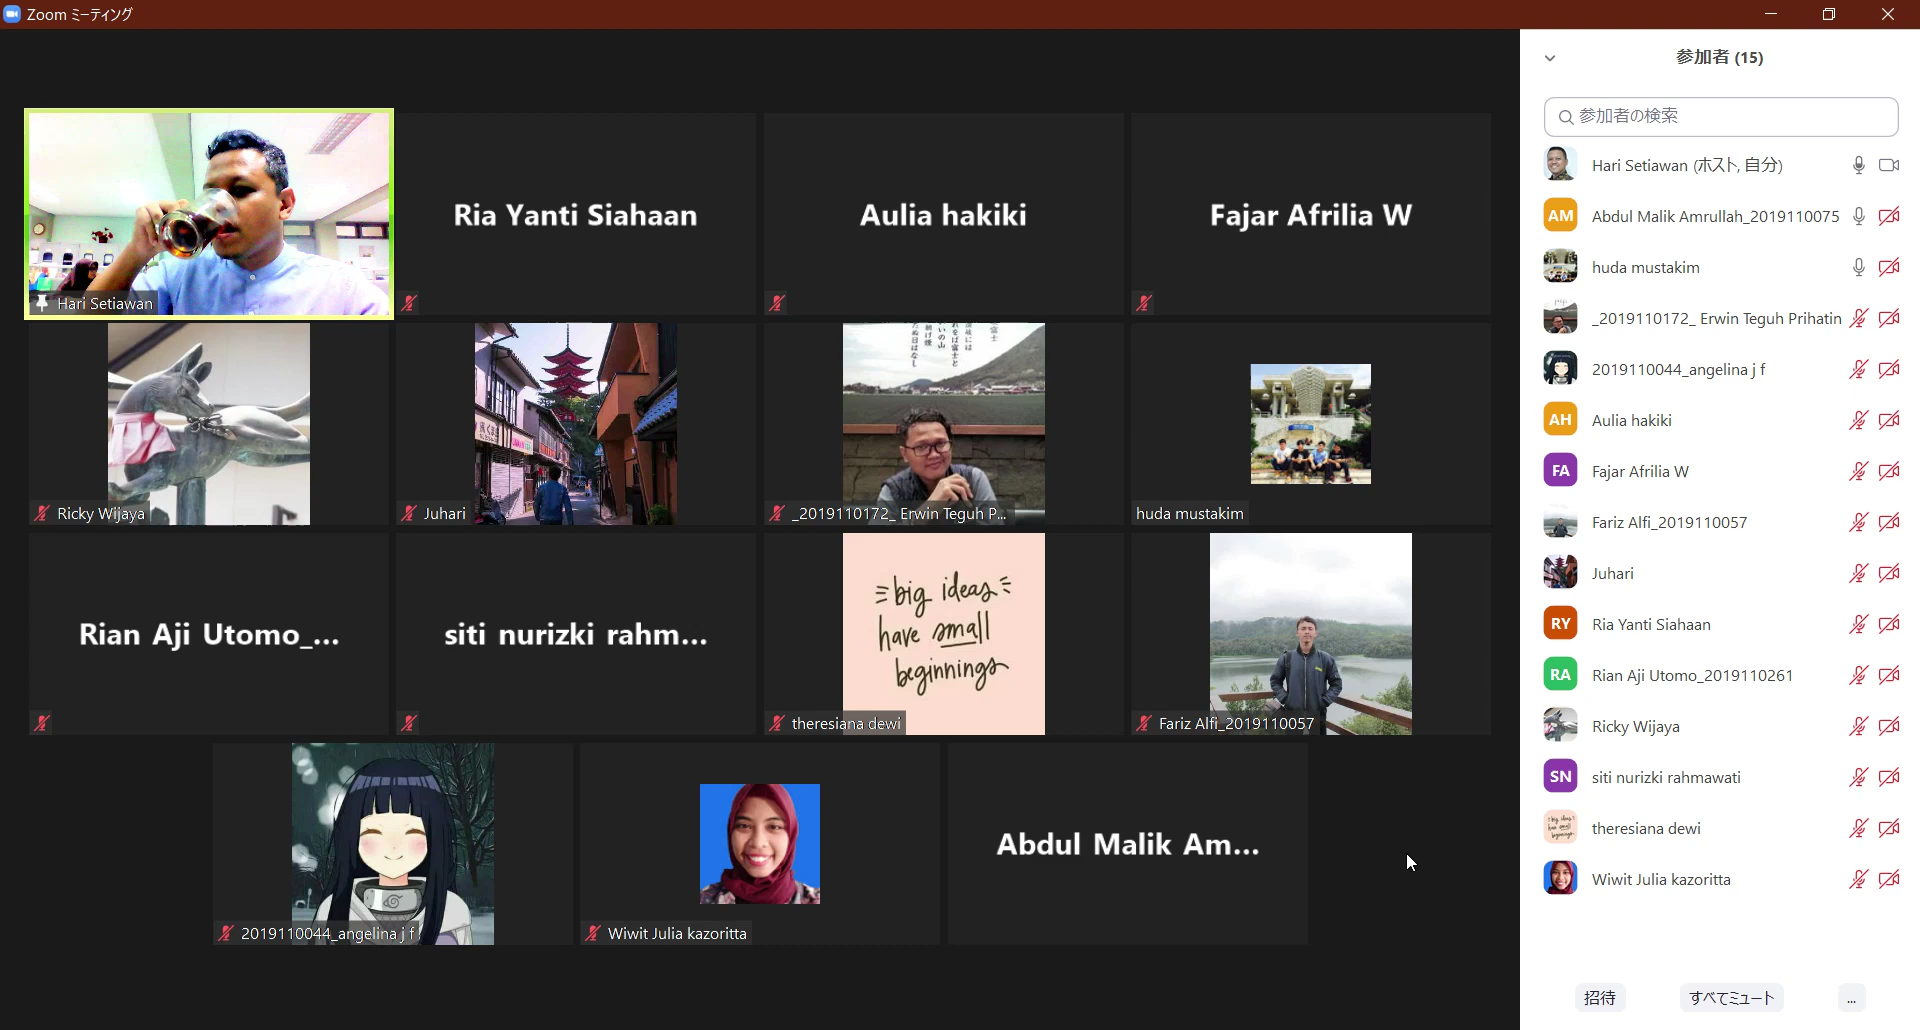 Zoom ミーティング
Hari Setiawan
Ria Yanti Siahaan
Aulia hakiki
Fajar Afrilia W
Ricky Wijaya
Juhari
_2019110172_ Erwin Teguh P...
huda mustakim
Rian Aji Utomo_...
siti nurizki rahm...
big ideas
have small
beginnings
theresiana dewi
Fariz Alfi_2019110057
2019110044_angelina j f
Wiwit Julia kazoritta
Abdul Malik Am...
参加者 (15)
参加者の検索
Hari Setiawan (ホスト, 自分)
AM Abdul Malik Amrullah_2019110075
huda mustakim
_2019110172_ Erwin Teguh Prihatin
2019110044_angelina j f
AH Aulia hakiki
FA Fajar Afrilia W
Fariz Alfi_2019110057
Juhari
RY Ria Yanti Siahaan
RA Rian Aji Utomo_2019110261
Ricky Wijaya
SN siti nurizki rahmawati
theresiana dewi
Wiwit Julia kazoritta
招待
すべてミュート
...